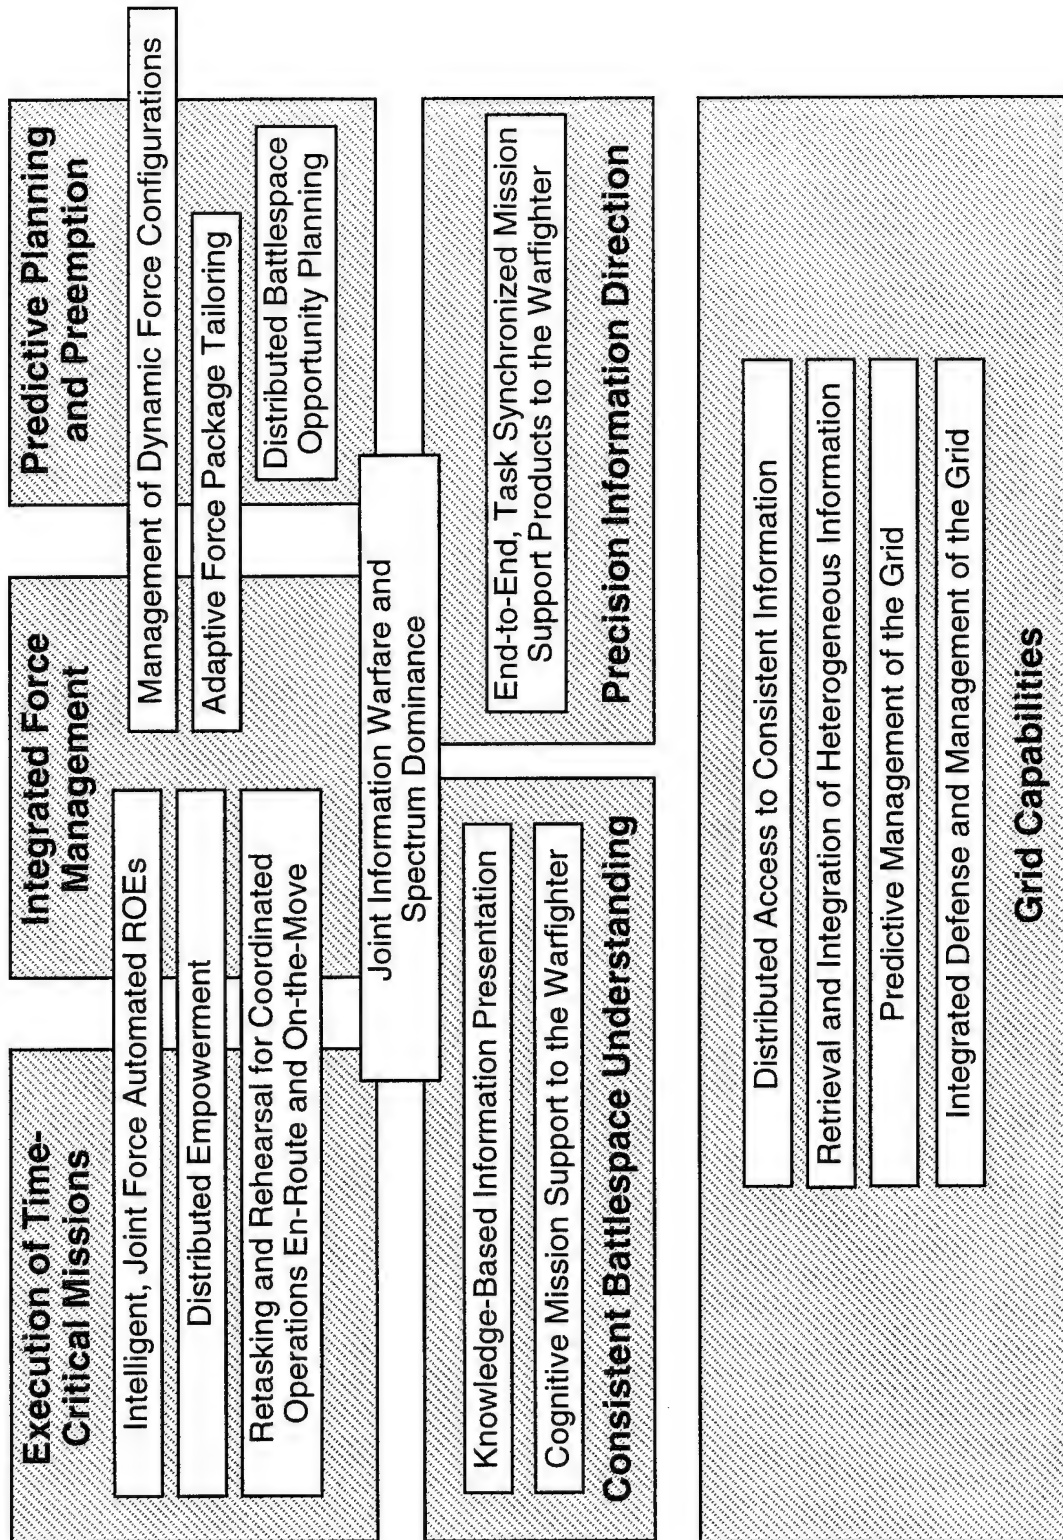 Execution of Time-
Critical Missions
Intelligent, Joint Force Automated ROEs
Distributed Empowerment
Retasking and Rehearsal for Coordinated
Operations En-Route and On-the-Move
Integrated Force
Management
Predictive Planning
and Preemption
Management of Dynamic Force Configurations
Adaptive Force Package Tailoring
Distributed Battlespace
Opportunity Planning
Joint Information Warfare and
Spectrum Dominance
Knowledge-Based Information Presentation
Cognitive Mission Support to the Warfighter
Consistent Battlespace Understanding
End-to-End, Task Synchronized Mission
Support Products to the Warfighter
Precision Information Direction
Distributed Access to Consistent Information
Retrieval and Integration of Heterogeneous Information
Predictive Management of the Grid
Integrated Defense and Management of the Grid
Grid Capabilities